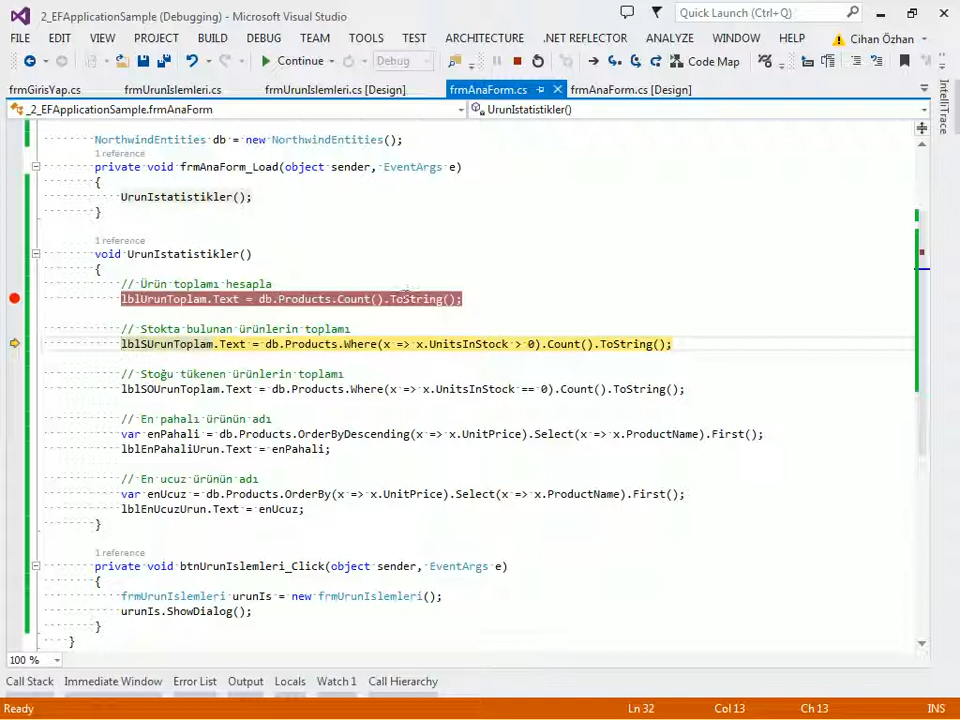 2_EFApplicationSample (Debugging) - Microsoft Visual Studio
Quick Launch (Ctrl+Q)
FILE EDIT VIEW PROJECT BUILD DEBUG TEAM TOOLS TEST ARCHITECTURE .NET REFLECTOR ANALYZE WINDOW HELP Cihan Özhan
Continue Debug Code Map
frmGirisYap.cs frmUrunIslemleri.cs frmUrunIslemleri.cs [Design] frmAnaForm.cs frmAnaForm.cs [Design]
_2_EFApplicationSample.frmAnaForm UrunIstatistikler()
IntelliTrace
NorthwindEntities db = new NorthwindEntities();
1 reference
private void frmAnaForm_Load(object sender, EventArgs e)
{
UrunIstatistikler();
}
1 reference
void UrunIstatistikler()
{
// Ürün toplamı hesapla
lblUrunToplam.Text = db.Products.Count().ToString();
// Stokta bulunan ürünlerin toplamı
lblSUrunToplam.Text = db.Products.Where(x => x.UnitsInStock > 0).Count().ToString();
// Stoğu tükenen ürünlerin toplamı
lblSOUrunToplam.Text = db.Products.Where(x => x.UnitsInStock == 0).Count().ToString();
// En pahalı ürünün adı
var enPahali = db.Products.OrderByDescending(x => x.UnitPrice).Select(x => x.ProductName).First();
lblEnPahaliUrun.Text = enPahali;
// En ucuz ürünün adı
var enUcuz = db.Products.OrderBy(x => x.UnitPrice).Select(x => x.ProductName).First();
lblEnUcuzUrun.Text = enUcuz;
}
1 reference
private void btnUrunIslemleri_Click(object sender, EventArgs e)
{
frmUrunIslemleri urunIs = new frmUrunIslemleri();
urunIs.ShowDialog();
}
}
100 %
Call Stack Immediate Window Error List Output Locals Watch 1 Call Hierarchy
Ready Ln 32 Col 13 Ch 13 INS